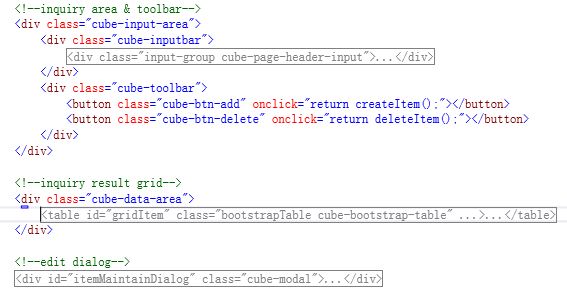 <!--inquiry area & toolbar-->
<div class="cube-input-area">
<div class="cube-inputbar">
<div class="input-group cube-page-header-input">...</div>
</div>
<div class="cube-toolbar">
<button class="cube-btn-add" onclick="return createItem();"></button>
<button class="cube-btn-delete" onclick="return deleteItem();"></button>
</div>
</div>
<!--inquiry result grid-->
<div class="cube-data-area">
<table id="gridItem" class="bootstrapTable cube-bootstrap-table" ...>...</table>
</div>
<!--edit dialog-->
<div id="itemMaintainDialog" class="cube-modal">...</div>